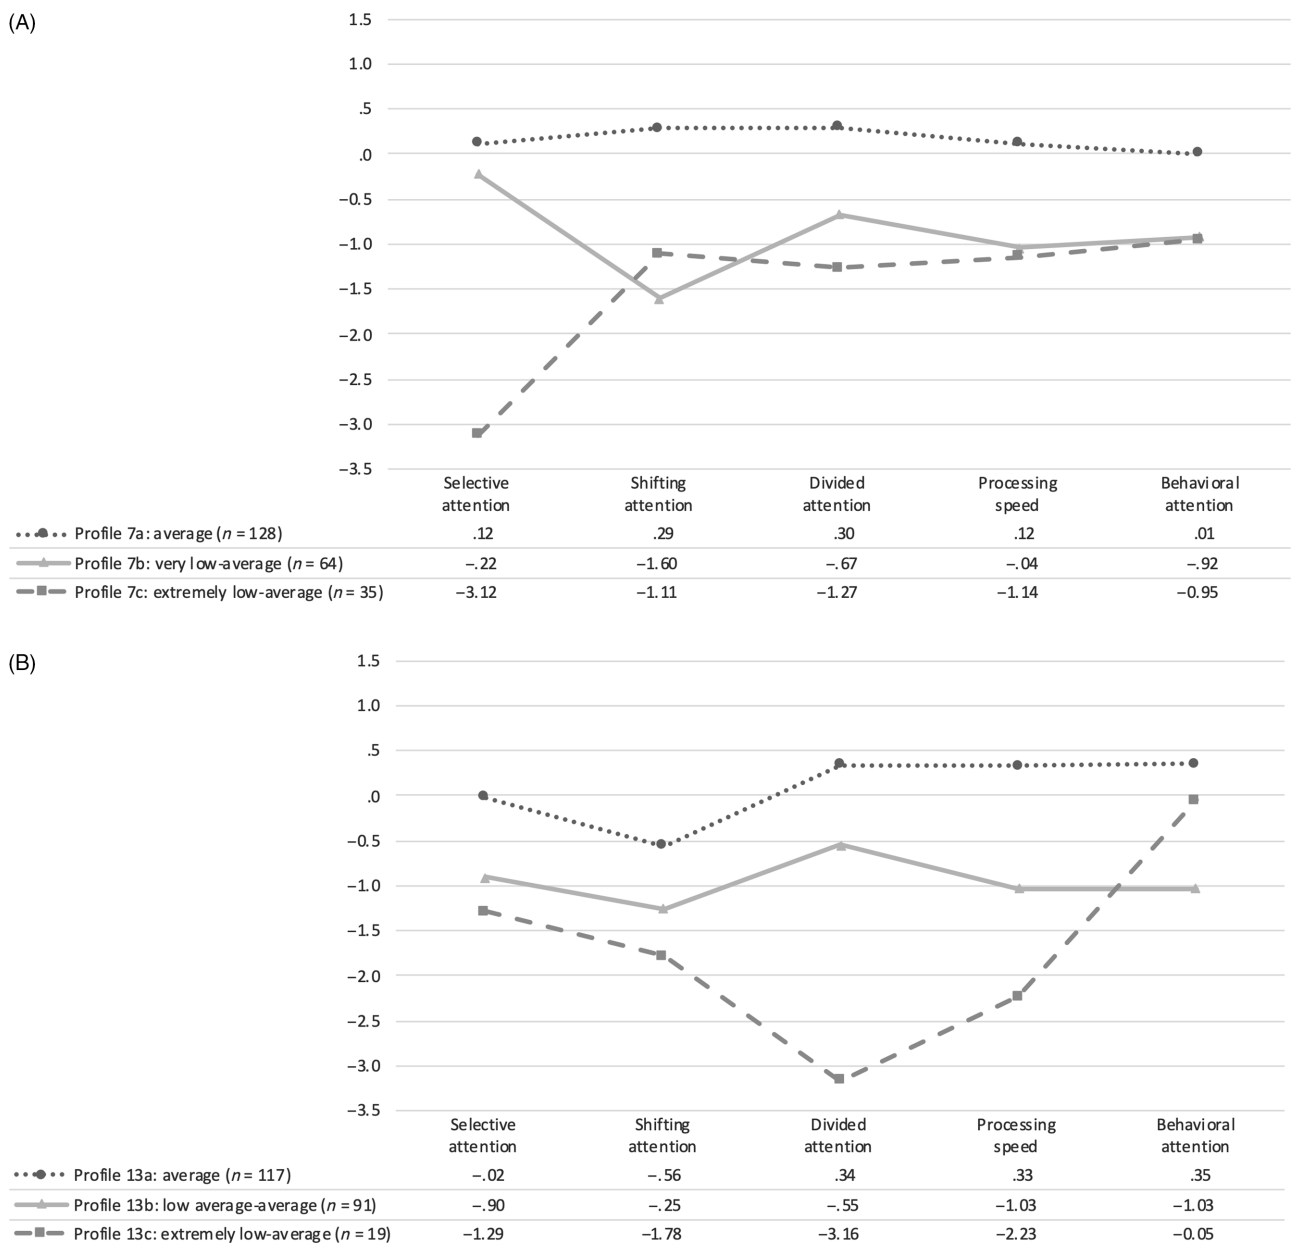 (A)
1.5
1.0
.5
.0
−0.5
−1.0
−1.5
−2.0
−2.5
−3.0
−3.5
Selective attention
Shifting attention
Divided attention
Processing speed
Behavioral attention
Profile 7a: average (n = 128) .12 .29 .30 .12 .01
Profile 7b: very low-average (n = 64) −.22 −1.60 −.67 −.04 −.92
Profile 7c: extremely low-average (n = 35) −3.12 −1.11 −1.27 −1.14 −0.95
(B)
1.5
1.0
.5
.0
−0.5
−1.0
−1.5
−2.0
−2.5
−3.0
−3.5
Selective attention
Shifting attention
Divided attention
Processing speed
Behavioral attention
Profile 13a: average (n = 117) −.02 −.56 .34 .33 .35
Profile 13b: low average-average (n = 91) −.90 −.25 −.55 −1.03 −1.03
Profile 13c: extremely low-average (n = 19) −1.29 −1.78 −3.16 −2.23 −0.05